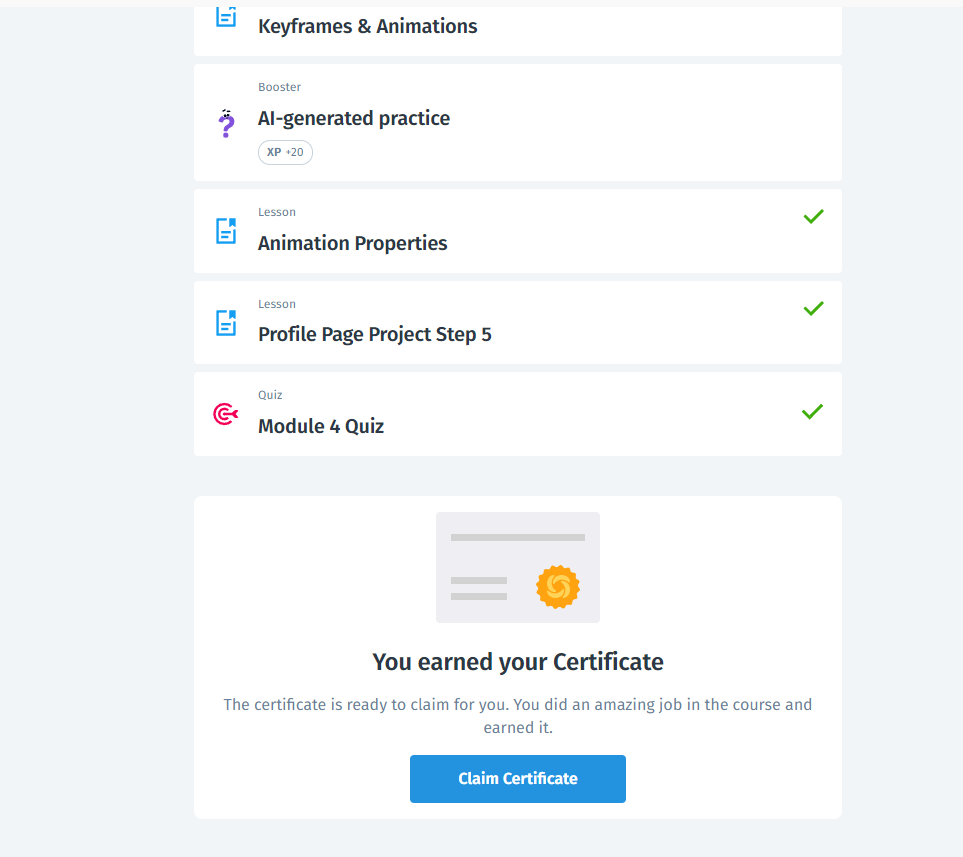 Keyframes & Animations
Booster
AI-generated practice
XP +20
Lesson
Animation Properties
Lesson
Profile Page Project Step 5
Quiz
Module 4 Quiz
You earned your Certificate
The certificate is ready to claim for you. You did an amazing job in the course and
earned it.
Claim Certificate